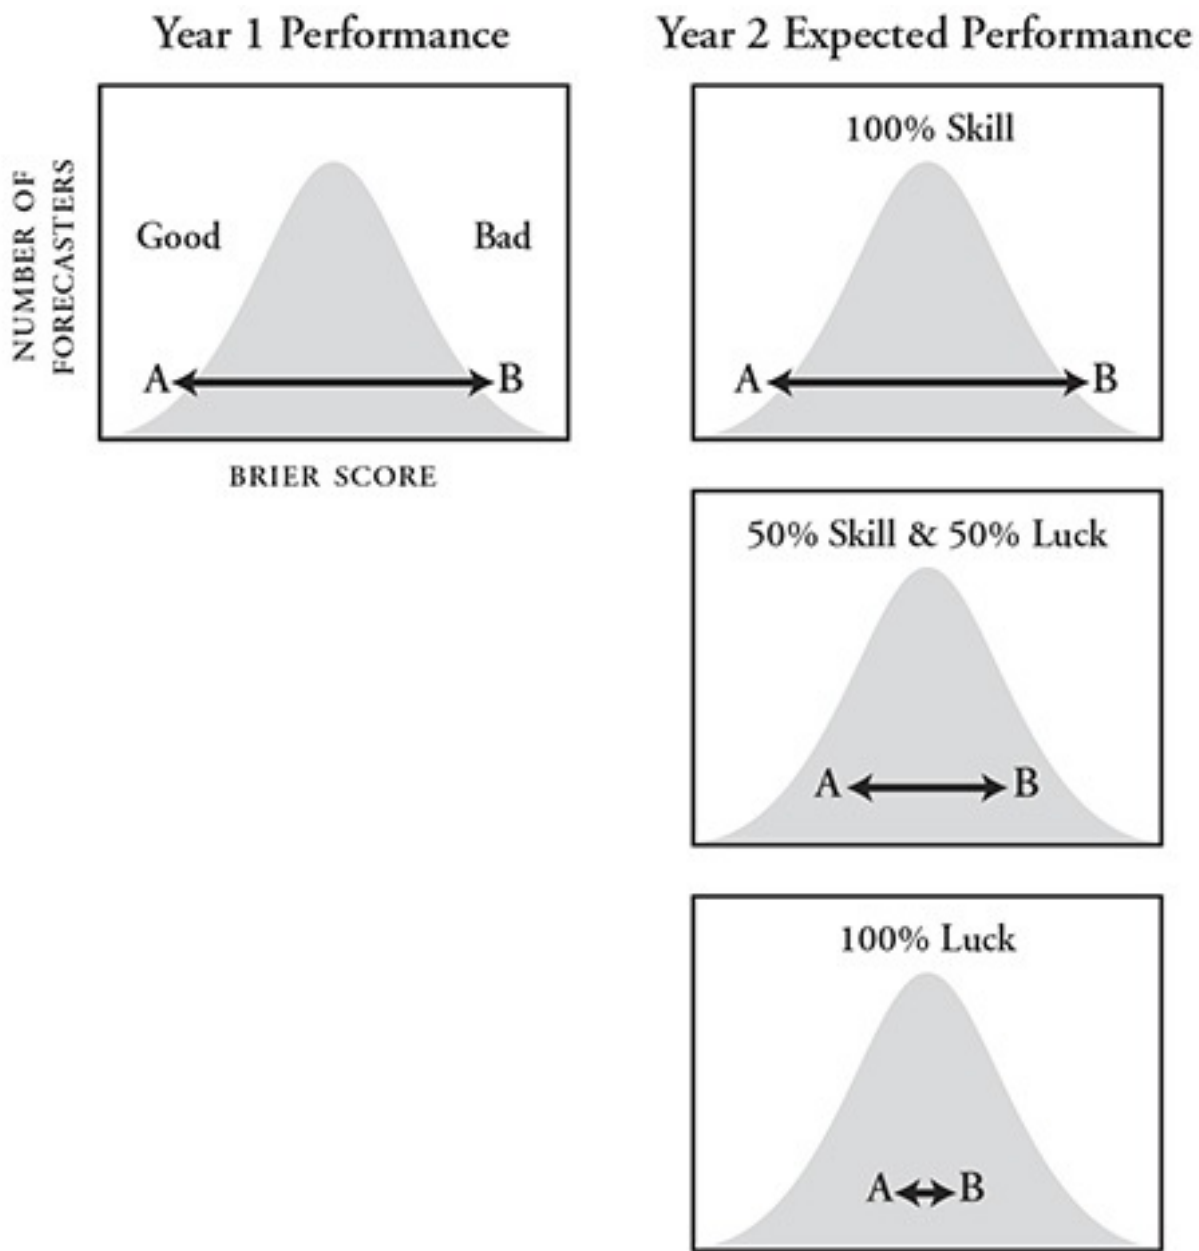 Year 1 Performance
Year 2 Expected Performance
NUMBER OF
FORECASTERS
Good
Bad
A
B
BRIER SCORE
100% Skill
A
B
50% Skill & 50% Luck
A
B
100% Luck
A
B